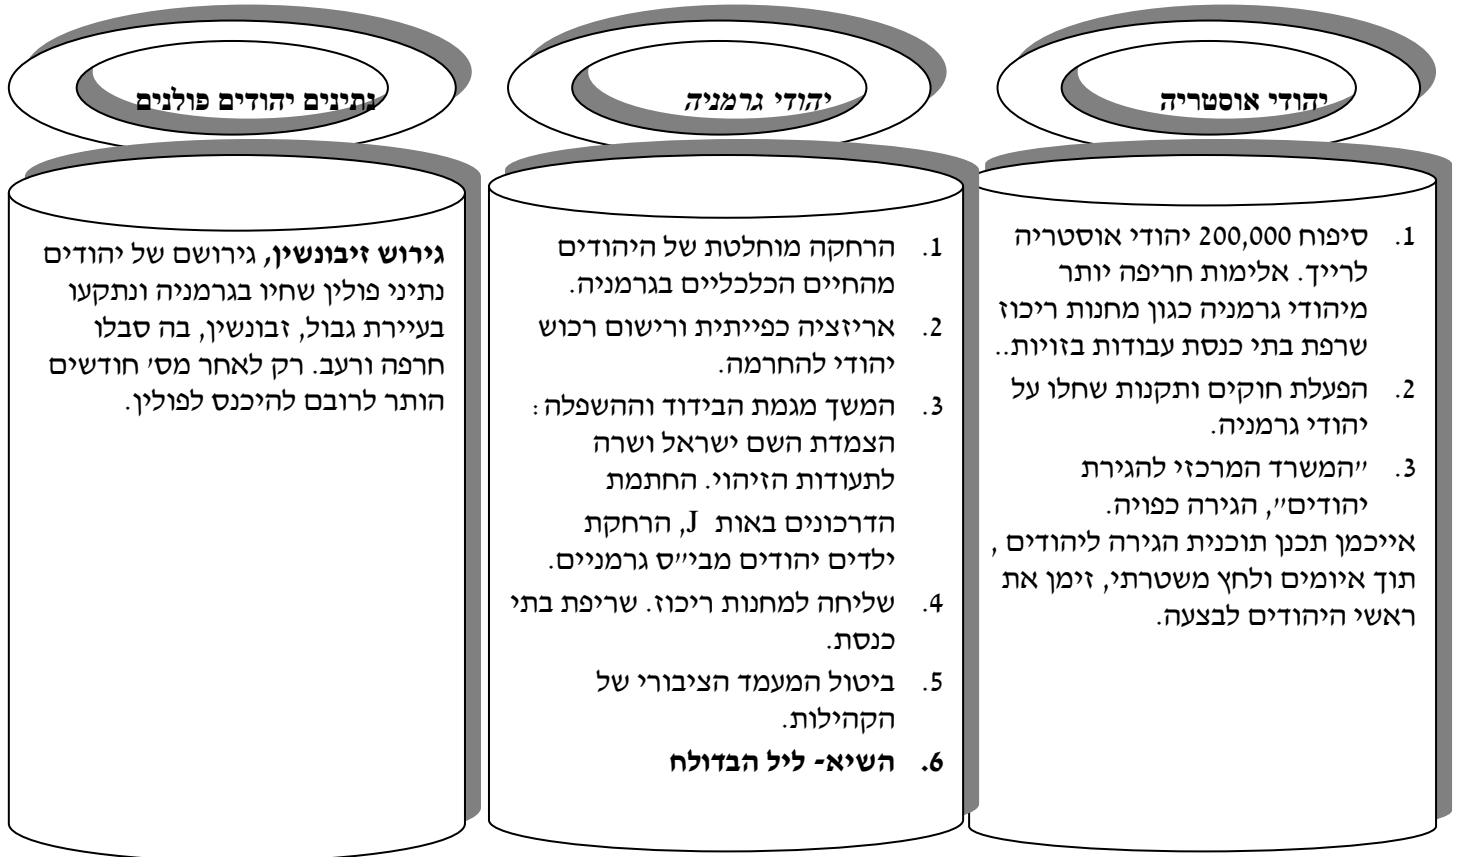 יהודי אוסטריה
1. סיפוח 200,000 יהודי אוסטריה
לרייך. אלימות חריפה יותר
מיהודי גרמניה כגון מחנות ריכוז
שרפת בתי כנסת עבודות בזויות..
2. הפעלת חוקים ותקנות שחלו על
יהודי גרמניה.
3. ״המשרד המרכזי להגירת
יהודים״, הגירה כפויה.
אייכמן תכנן תוכנית הגירה ליהודים ,
תוך איומים ולחץ משטרתי, זימן את
ראשי היהודים לבצעה.
יהודי גרמניה
1. הרחקה מוחלטת של היהודים
מהחיים הכלכליים בגרמניה.
2. אריזציה כפייתית ורישום רכוש
יהודי להחרמה.
3. המשך מגמת הבידוד וההשפלה:
הצמדת השם ישראל ושרה
לתעודות הזיהוי. החתמת
הדרכונים באות J, הרחקת
ילדים יהודים מבי״ס גרמניים.
4. שליחה למחנות ריכוז. שריפת בתי
כנסת.
5. ביטול המעמד הציבורי של
הקהילות.
6. השיא- ליל הבדולח
נתינים יהודים פולנים
גירוש זיבונשין, גירושם של יהודים
נתיני פולין שחיו בגרמניה ונתקעו
בעיירת גבול, זבונשין, בה סבלו
חרפה ורעב. רק לאחר מס׳ חודשים
הותר לרובם להיכנס לפולין.